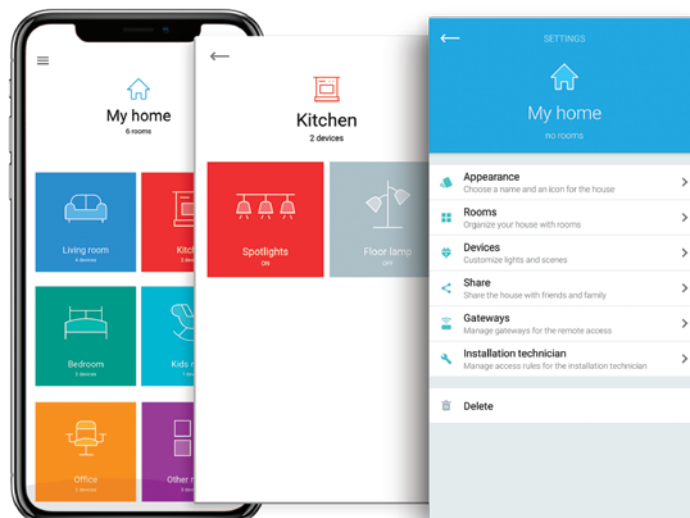 My home
6 rooms
Living room
4 devices
Bedroom
3 devices
Office
2 devices
Kitchen
2 devices
Spotlights
ON
Floor lamp
OFF
SETTINGS
My home
no rooms
Appearance
Choose a name and an icon for the house
Rooms
Organize your house with rooms
Devices
Customize lights and scenes
Share
Share the house with friends and family
Gateways
Manage gateways for the remote access
Installation technician
Manage access rules for the installation technician
Delete